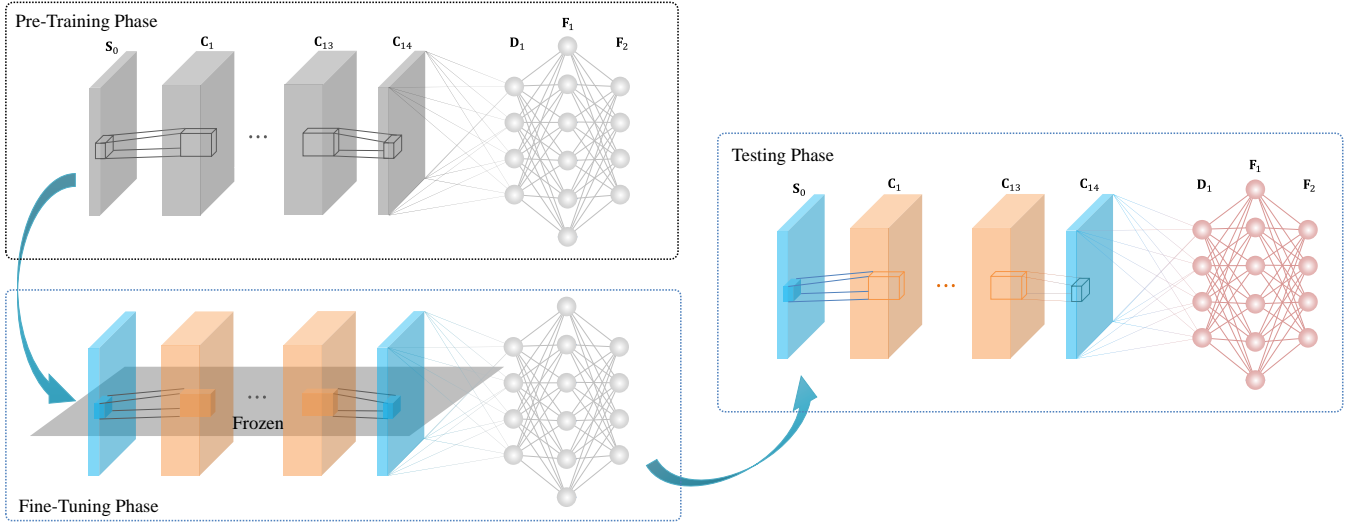 Pre-Training Phase
S₀ C₁ C₁₃ C₁₄ D₁ F₁ F₂
...
Testing Phase
S₀ C₁ C₁₃ C₁₄ D₁ F₁ F₂
...
...
Frozen
Fine-Tuning Phase